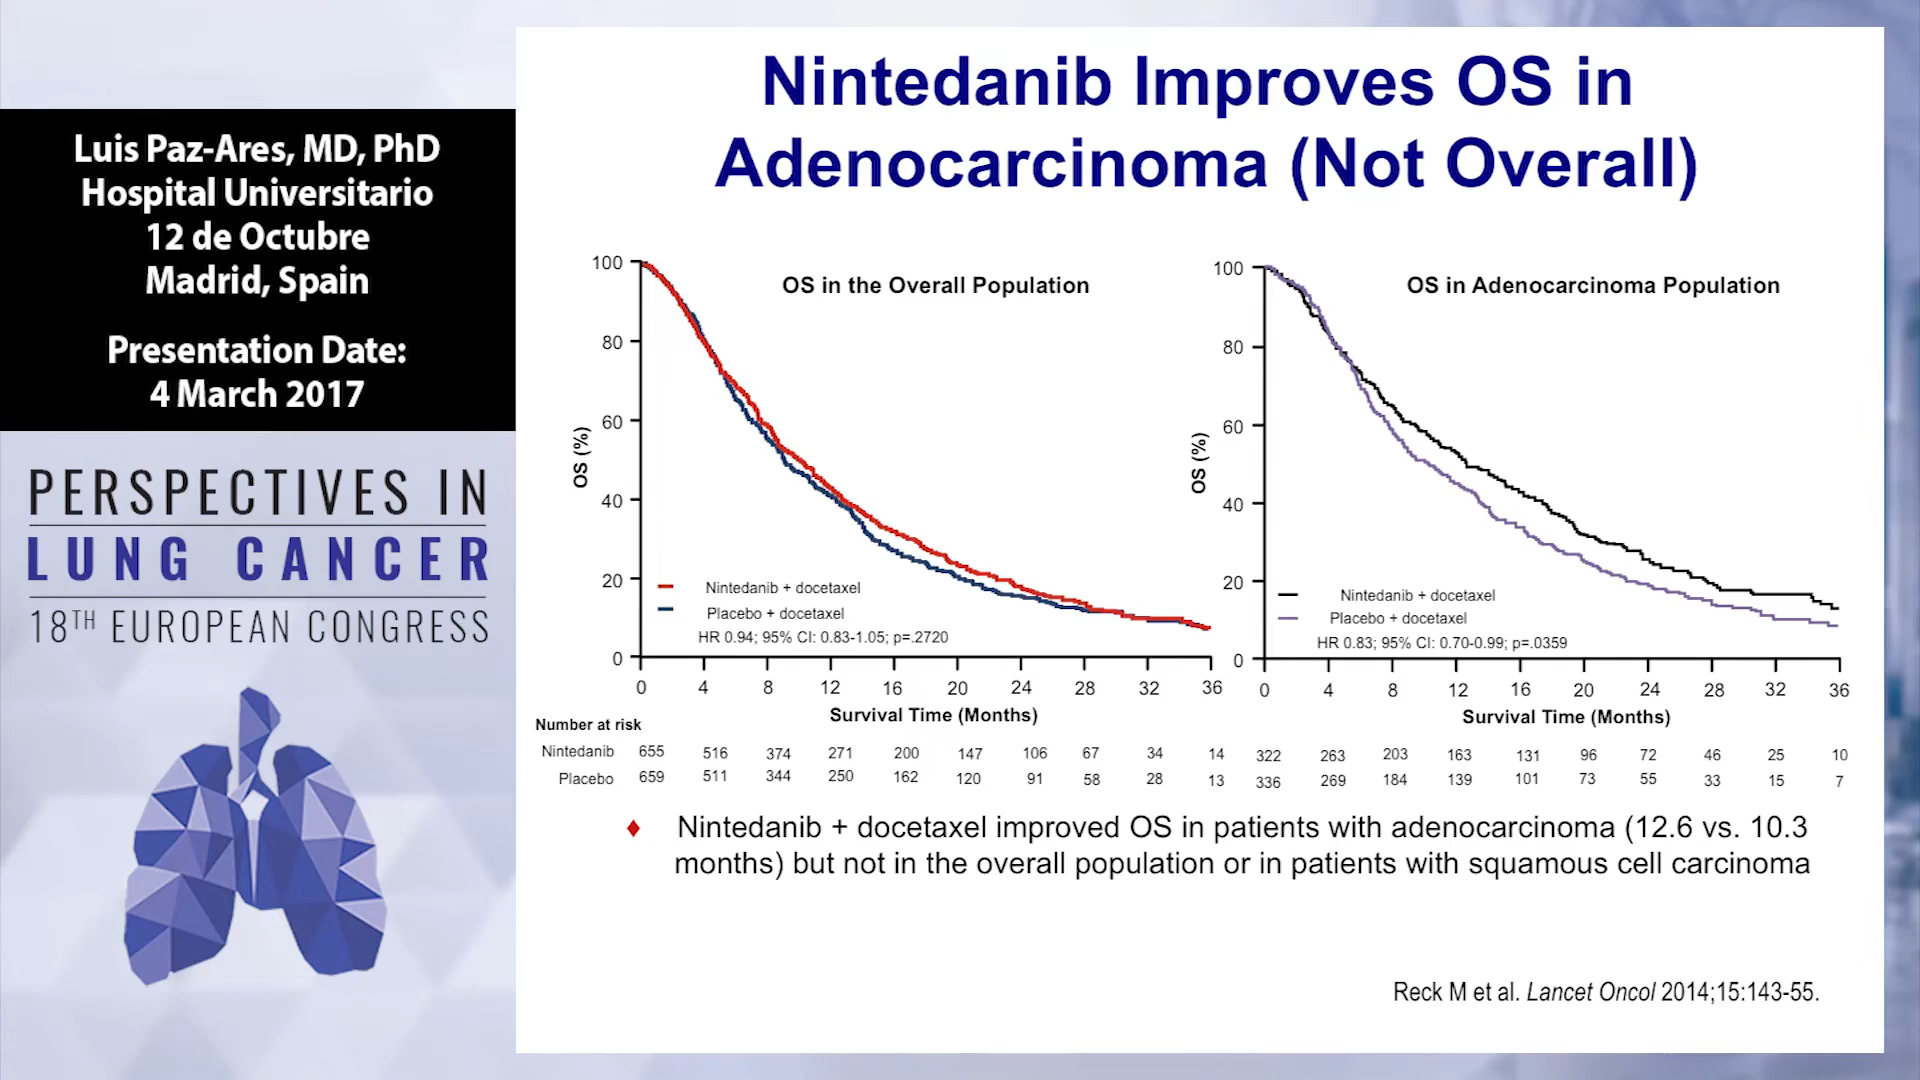 Luis Paz-Ares, MD, PhD
Hospital Universitario
12 de Octubre
Madrid, Spain
Presentation Date:
4 March 2017
PERSPECTIVES IN
LUNG CANCER
18TH EUROPEAN CONGRESS
Nintedanib Improves OS in
Adenocarcinoma (Not Overall)
OS in the Overall Population
100
80
60
40
20
0
OS (%)
Nintedanib + docetaxel
Placebo + docetaxel
HR 0.94; 95% CI: 0.83-1.05; p=.2720
0 4 8 12 16 20 24 28 32 36
Survival Time (Months)
OS in Adenocarcinoma Population
100
80
60
40
20
0
OS (%)
Nintedanib + docetaxel
Placebo + docetaxel
HR 0.83; 95% CI: 0.70-0.99; p=.0359
0 4 8 12 16 20 24 28 32 36
Survival Time (Months)
Number at risk
Nintedanib 655 516 374 271 200 147 106 67 34 14 322 263 203 163 131 96 72 46 25 10
Placebo 659 511 344 250 162 120 91 58 28 13 336 269 184 139 101 73 55 33 15 7
♦ Nintedanib + docetaxel improved OS in patients with adenocarcinoma (12.6 vs. 10.3
months) but not in the overall population or in patients with squamous cell carcinoma
Reck M et al. Lancet Oncol 2014;15:143-55.